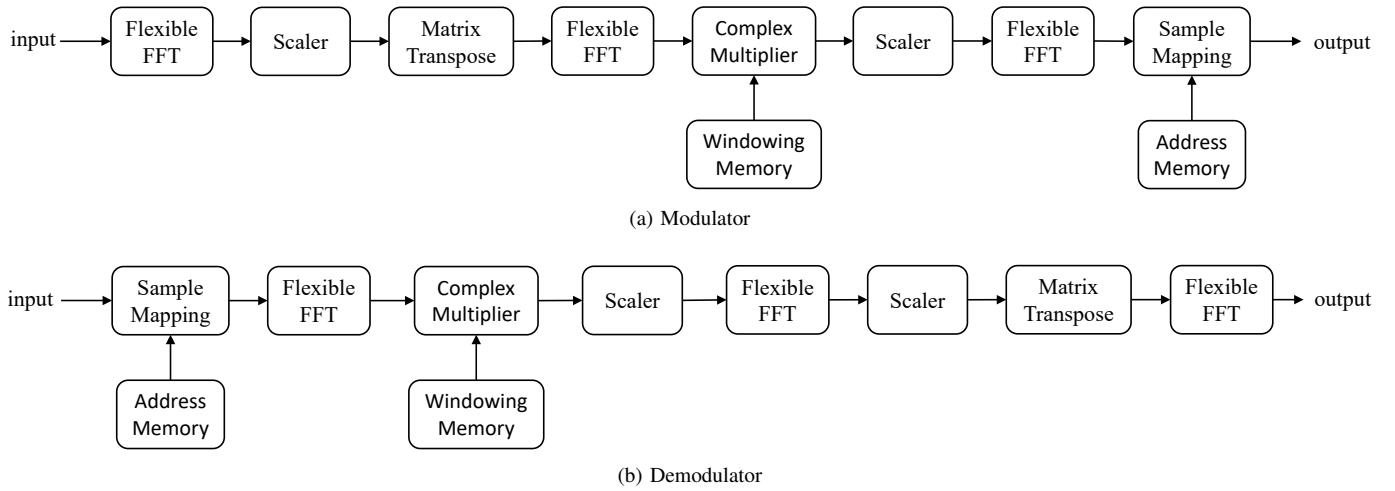 input
Flexible
FFT
Scaler
Matrix
Transpose
Flexible
FFT
Complex
Multiplier
Scaler
Flexible
FFT
Sample
Mapping
output
Windowing
Memory
Address
Memory
(a) Modulator
input
Sample
Mapping
Flexible
FFT
Complex
Multiplier
Scaler
Flexible
FFT
Scaler
Matrix
Transpose
Flexible
FFT
output
Address
Memory
Windowing
Memory
(b) Demodulator